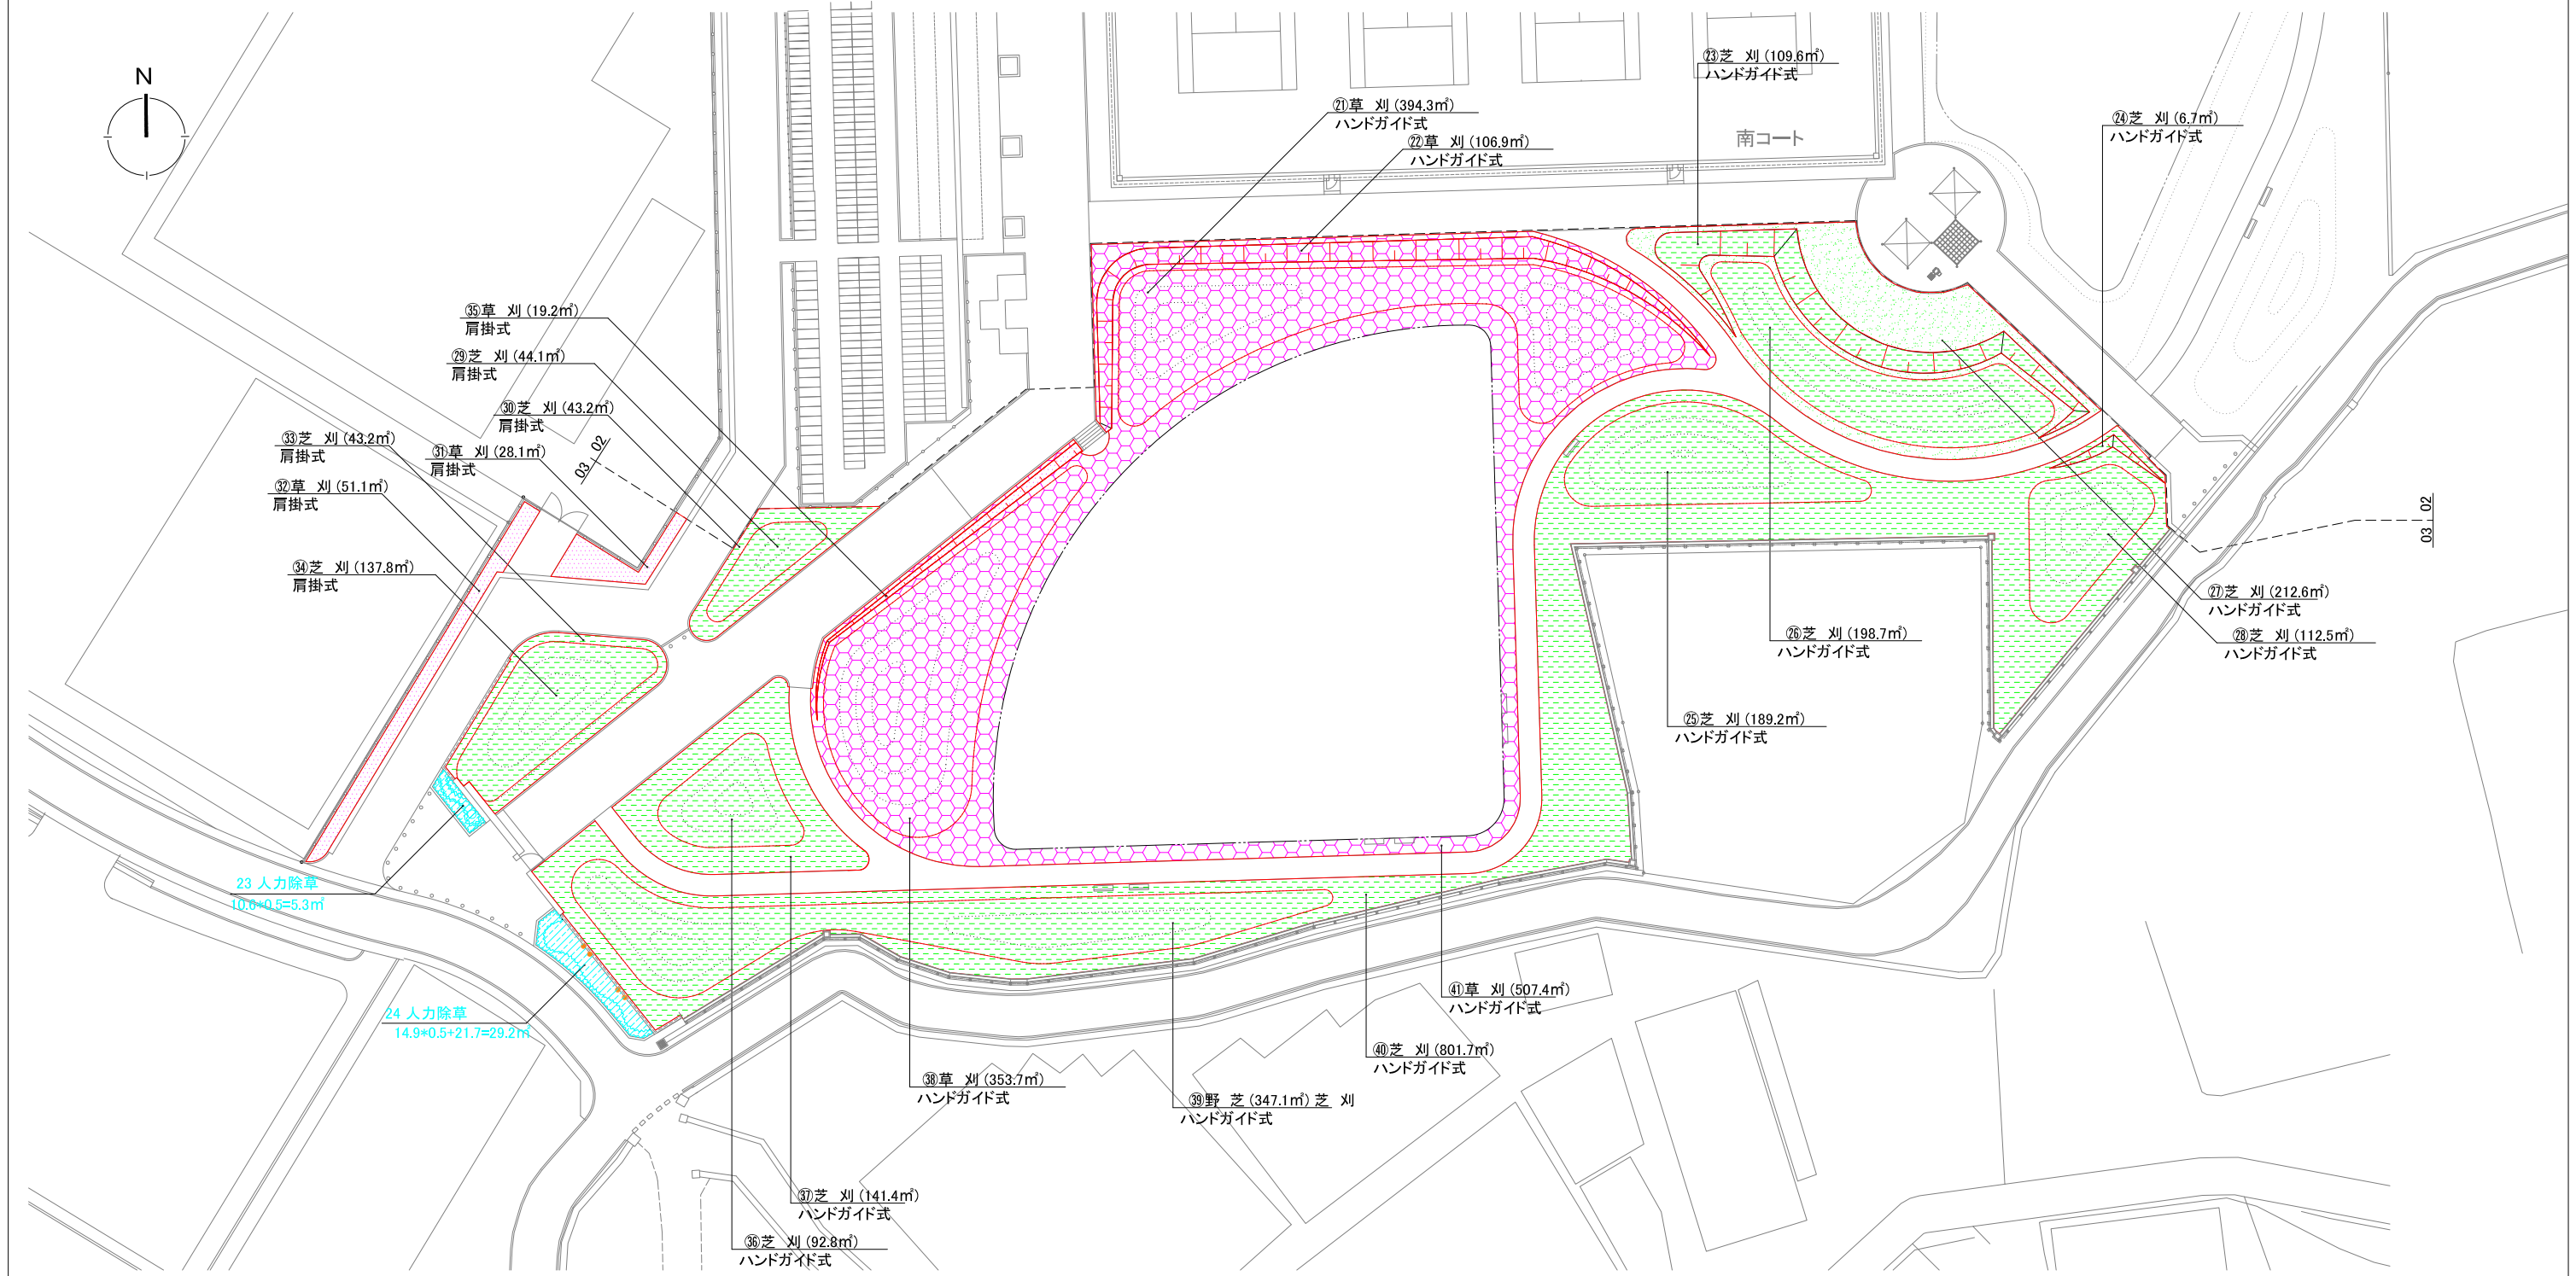 N
㉓芝 刈 (109.6㎡)
ハンドガイド式
㉑草 刈 (394.3㎡)
ハンドガイド式
㉔芝 刈 (6.7㎡)
ハンドガイド式
㉒草 刈 (106.9㎡)
ハンドガイド式
南コート
㉟草 刈 (19.2㎡)
肩掛式
㉙芝 刈 (44.1㎡)
肩掛式
㉚芝 刈 (43.2㎡)
肩掛式
㉝芝 刈 (43.2㎡)
肩掛式
㉛草 刈 (28.1㎡)
肩掛式
03 02
㉜草 刈 (51.1㎡)
肩掛式
03 02
㉞芝 刈 (137.8㎡)
肩掛式
㉗芝 刈 (212.6㎡)
ハンドガイド式
㉖芝 刈 (198.7㎡)
ハンドガイド式
㉘芝 刈 (112.5㎡)
ハンドガイド式
㉕芝 刈 (189.2㎡)
ハンドガイド式
23 人力除草
10.6*0.5=5.3㎡
㊶草 刈 (507.4㎡)
ハンドガイド式
24 人力除草
14.9*0.5+21.7=29.2㎡
㊵芝 刈 (801.7㎡)
ハンドガイド式
㊳草 刈 (353.7㎡)
ハンドガイド式
㊴野 芝 (347.1㎡) 芝 刈
ハンドガイド式
㊲芝 刈 (141.4㎡)
ハンドガイド式
㊱芝 刈 (92.8㎡)
ハンドガイド式